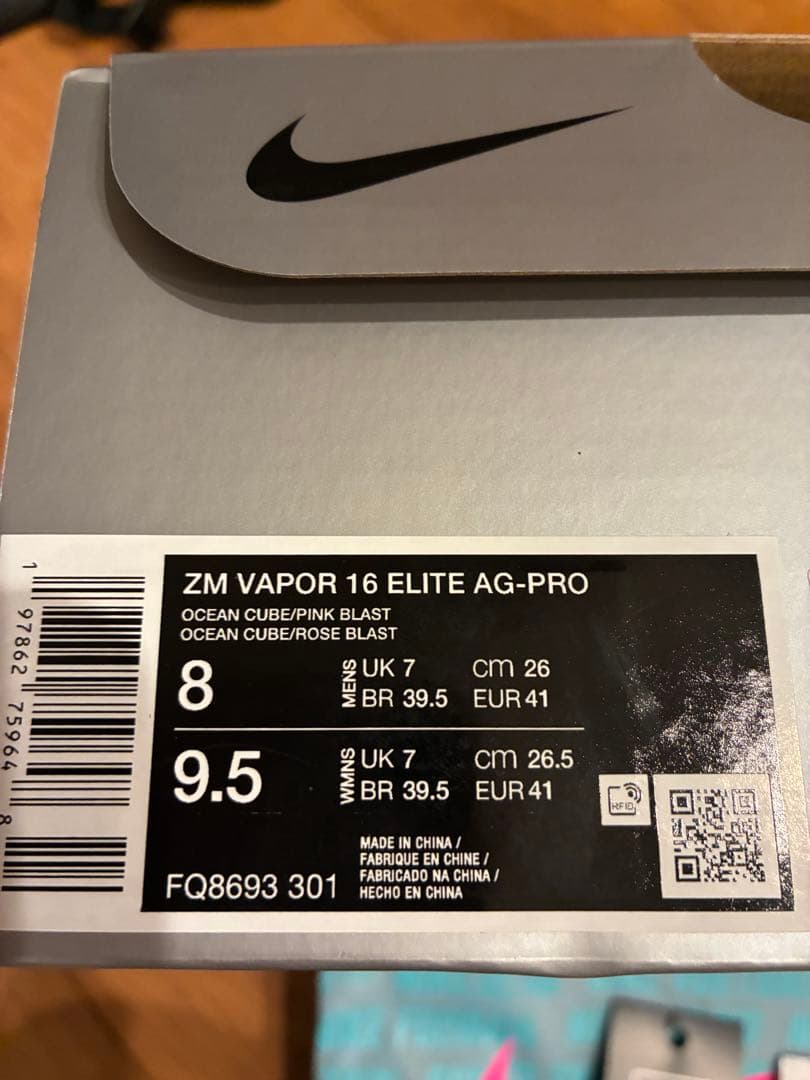 ZM VAPOR 16 ELITE AG-PRO
OCEAN CUBE/PINK BLAST
OCEAN CUBE/ROSE BLAST
8 MENS UK 7 cm 26
BR 39.5 EUR 41
9.5 WMNS UK 7 cm 26.5
BR 39.5 EUR 41
RFID
MADE IN CHINA /
FABRIQUE EN CHINE /
FABRICADO NA CHINA /
HECHO EN CHINA
FQ8693 301
1 97862 75964 8